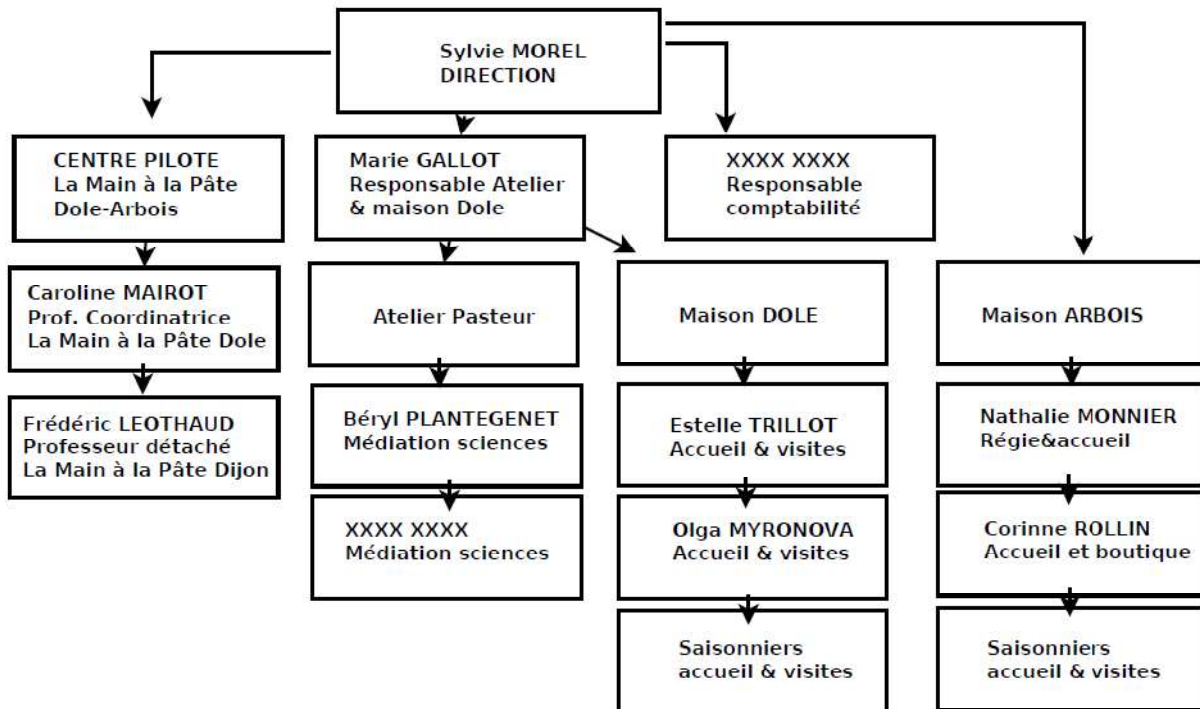 Sylvie MOREL
DIRECTION
CENTRE PILOTE
La Main à la Pâte
Dole-Arbois
Marie GALLOT
Responsable Atelier
& maison Dole
XXXX XXXX
Responsable
comptabilité
Caroline MAIROT
Prof. Coordinatrice
La Main à la Pâte Dole
Atelier Pasteur
Maison DOLE
Maison ARBOIS
Frédéric LEOTHAUD
Professeur détaché
La Main à la Pâte Dijon
Béryl PLANTEGENET
Médiation sciences
Estelle TRILLOT
Accueil & visites
Nathalie MONNIER
Régie&accueil
XXXX XXXX
Médiation sciences
Olga MYRONOVA
Accueil & visites
Corinne ROLLIN
Accueil et boutique
Saisonniers
accueil & visites
Saisonniers
accueil & visites